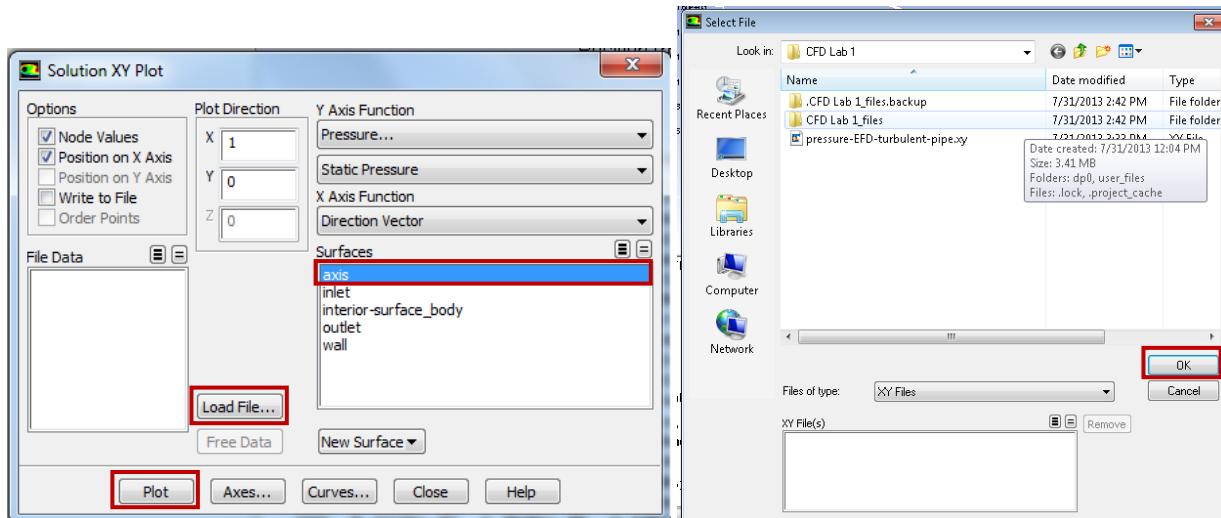 Solution XY Plot
Options
Node Values
Position on X Axis
Position on Y Axis
Write to File
Order Points
Plot Direction
X 1
Y 0
Z 0
Y Axis Function
Pressure...
Static Pressure
X Axis Function
Direction Vector
File Data
Surfaces
axis
inlet
interior-surface_body
outlet
wall
Load File...
Free Data
New Surface
Plot Axes... Curves... Close Help
Select File
Look in: CFD Lab 1
Recent Places
Desktop
Libraries
Computer
Network
Name Date modified Type
.CFD Lab 1_files.backup 7/31/2013 2:42 PM File folder
CFD Lab 1_files 7/31/2013 2:42 PM File folder
pressure-EFD-turbulent-pipe.xy XY File
Date created: 7/31/2013 12:04 PM
Size: 3.41 MB
Folders: dp0, user_files
Files: .lock, .project_cache
OK
Files of type: XY Files Cancel
XY File(s) Remove